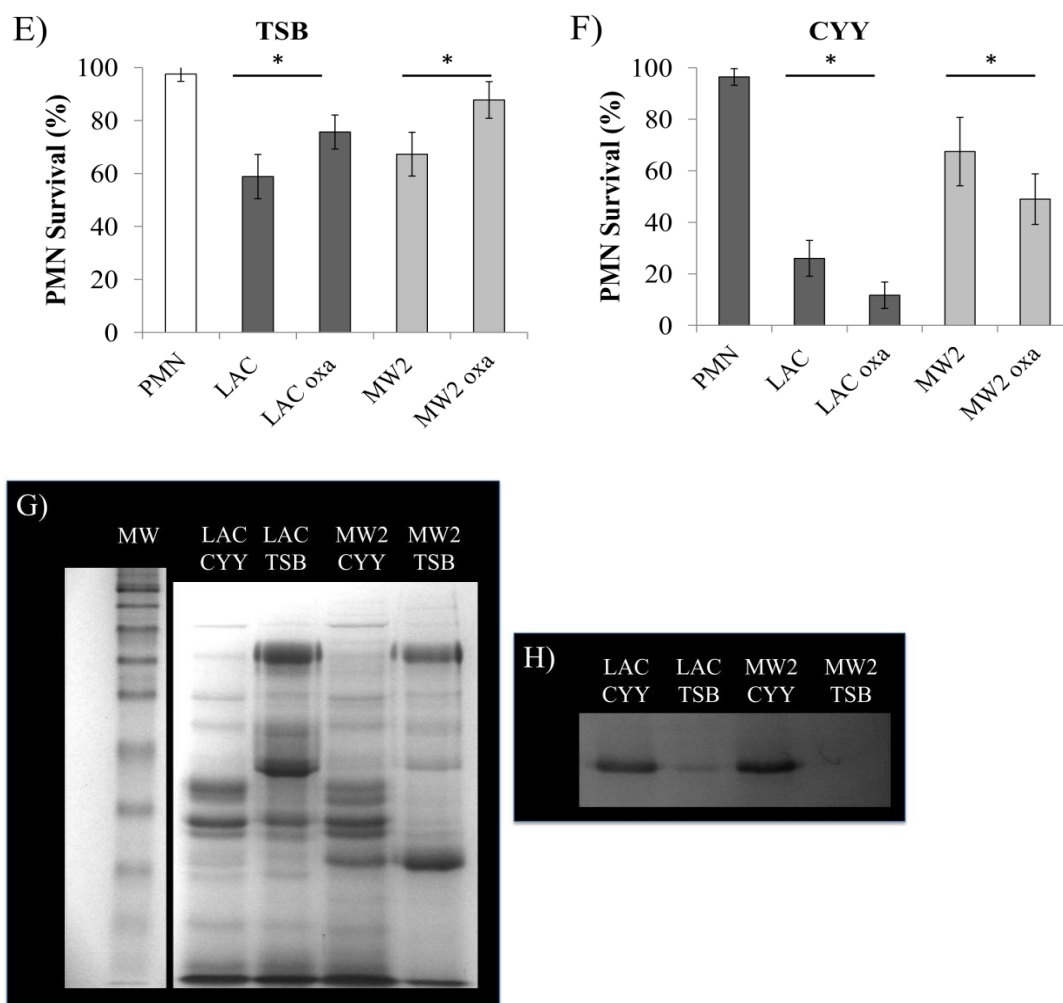 E)
TSB
* *
PMN Survival (%)
100
80
60
40
20
0
PMN
LAC
LAC oxa
MW2
MW2 oxa
F)
CYY
* *
PMN Survival (%)
100
80
60
40
20
0
PMN
LAC
LAC oxa
MW2
MW2 oxa
G)
MW
LAC LAC MW2 MW2
CYY TSB CYY TSB
H)
LAC LAC MW2 MW2
CYY TSB CYY TSB